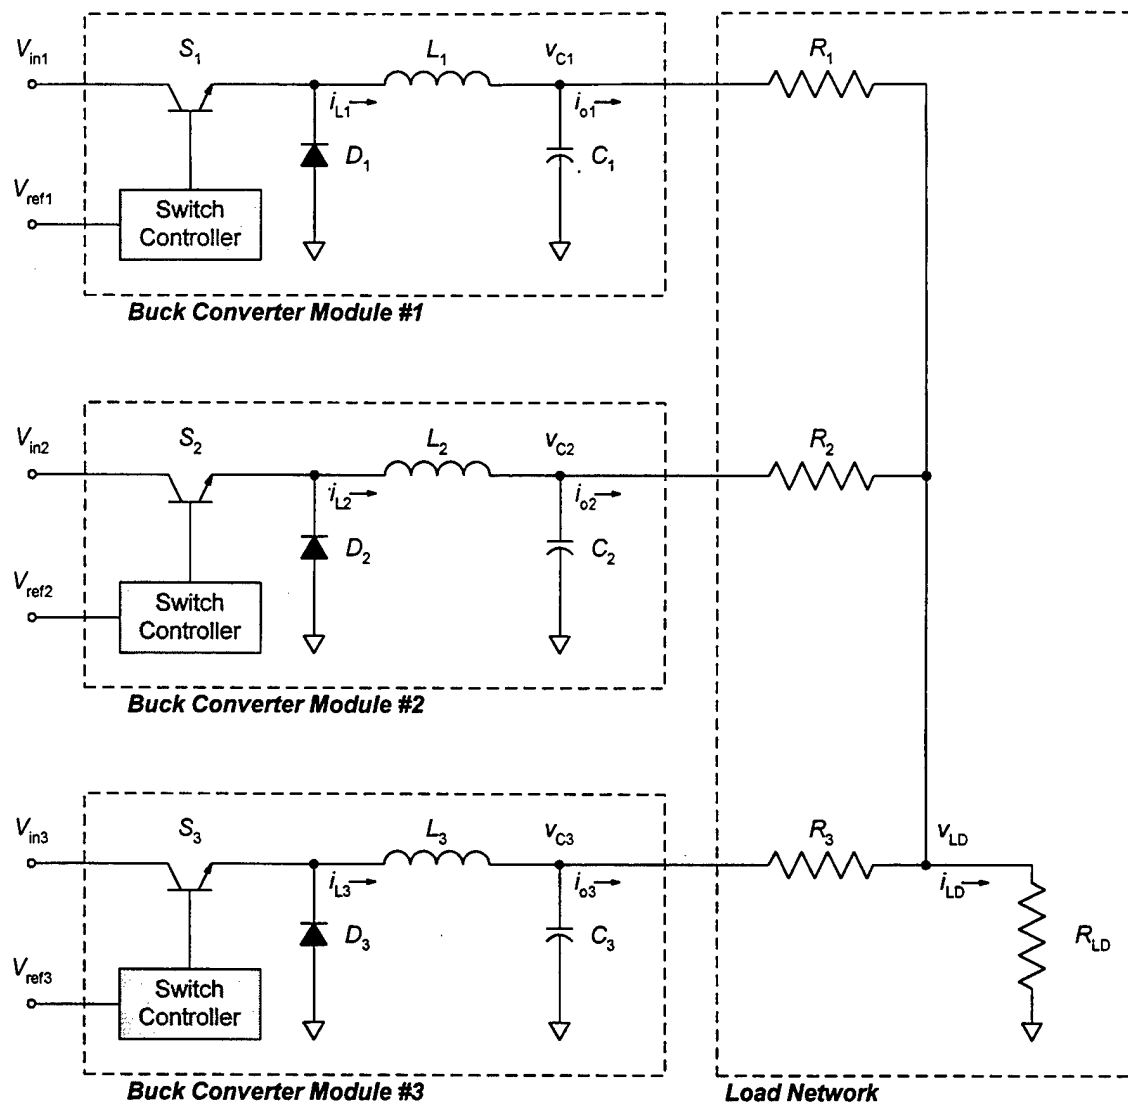 V_in1
S_1
L_1
v_C1
R_1
i_L1
i_o1
D_1
C_1
V_ref1
Switch
Controller
Buck Converter Module #1
V_in2
S_2
L_2
v_C2
R_2
i_L2
i_o2
D_2
C_2
V_ref2
Switch
Controller
Buck Converter Module #2
V_in3
S_3
L_3
v_C3
R_3
v_LD
i_L3
i_o3
i_LD
D_3
C_3
R_LD
V_ref3
Switch
Controller
Buck Converter Module #3
Load Network